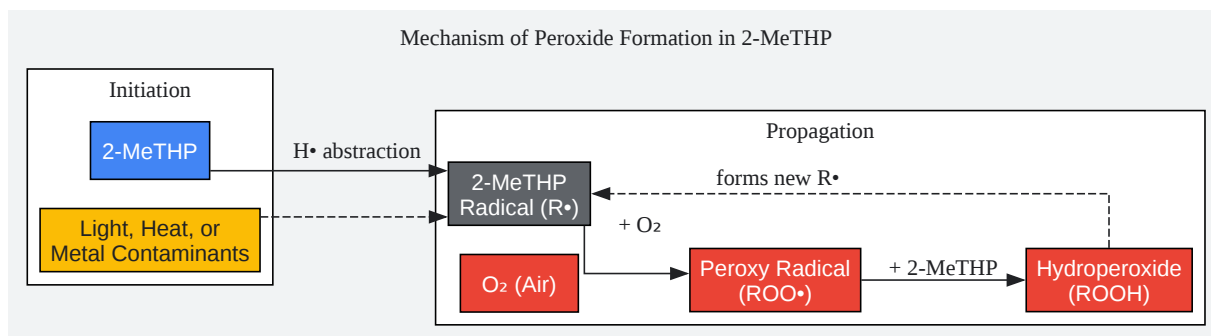 Mechanism of Peroxide Formation in 2-MeTHP
Initiation
2-MeTHP
Light, Heat, or
Metal Contaminants
H• abstraction
Propagation
2-MeTHP
Radical (R•)
forms new R•
+ O₂
O₂ (Air)
Peroxy Radical
(ROO•)
+ 2-MeTHP
Hydroperoxide
(ROOH)